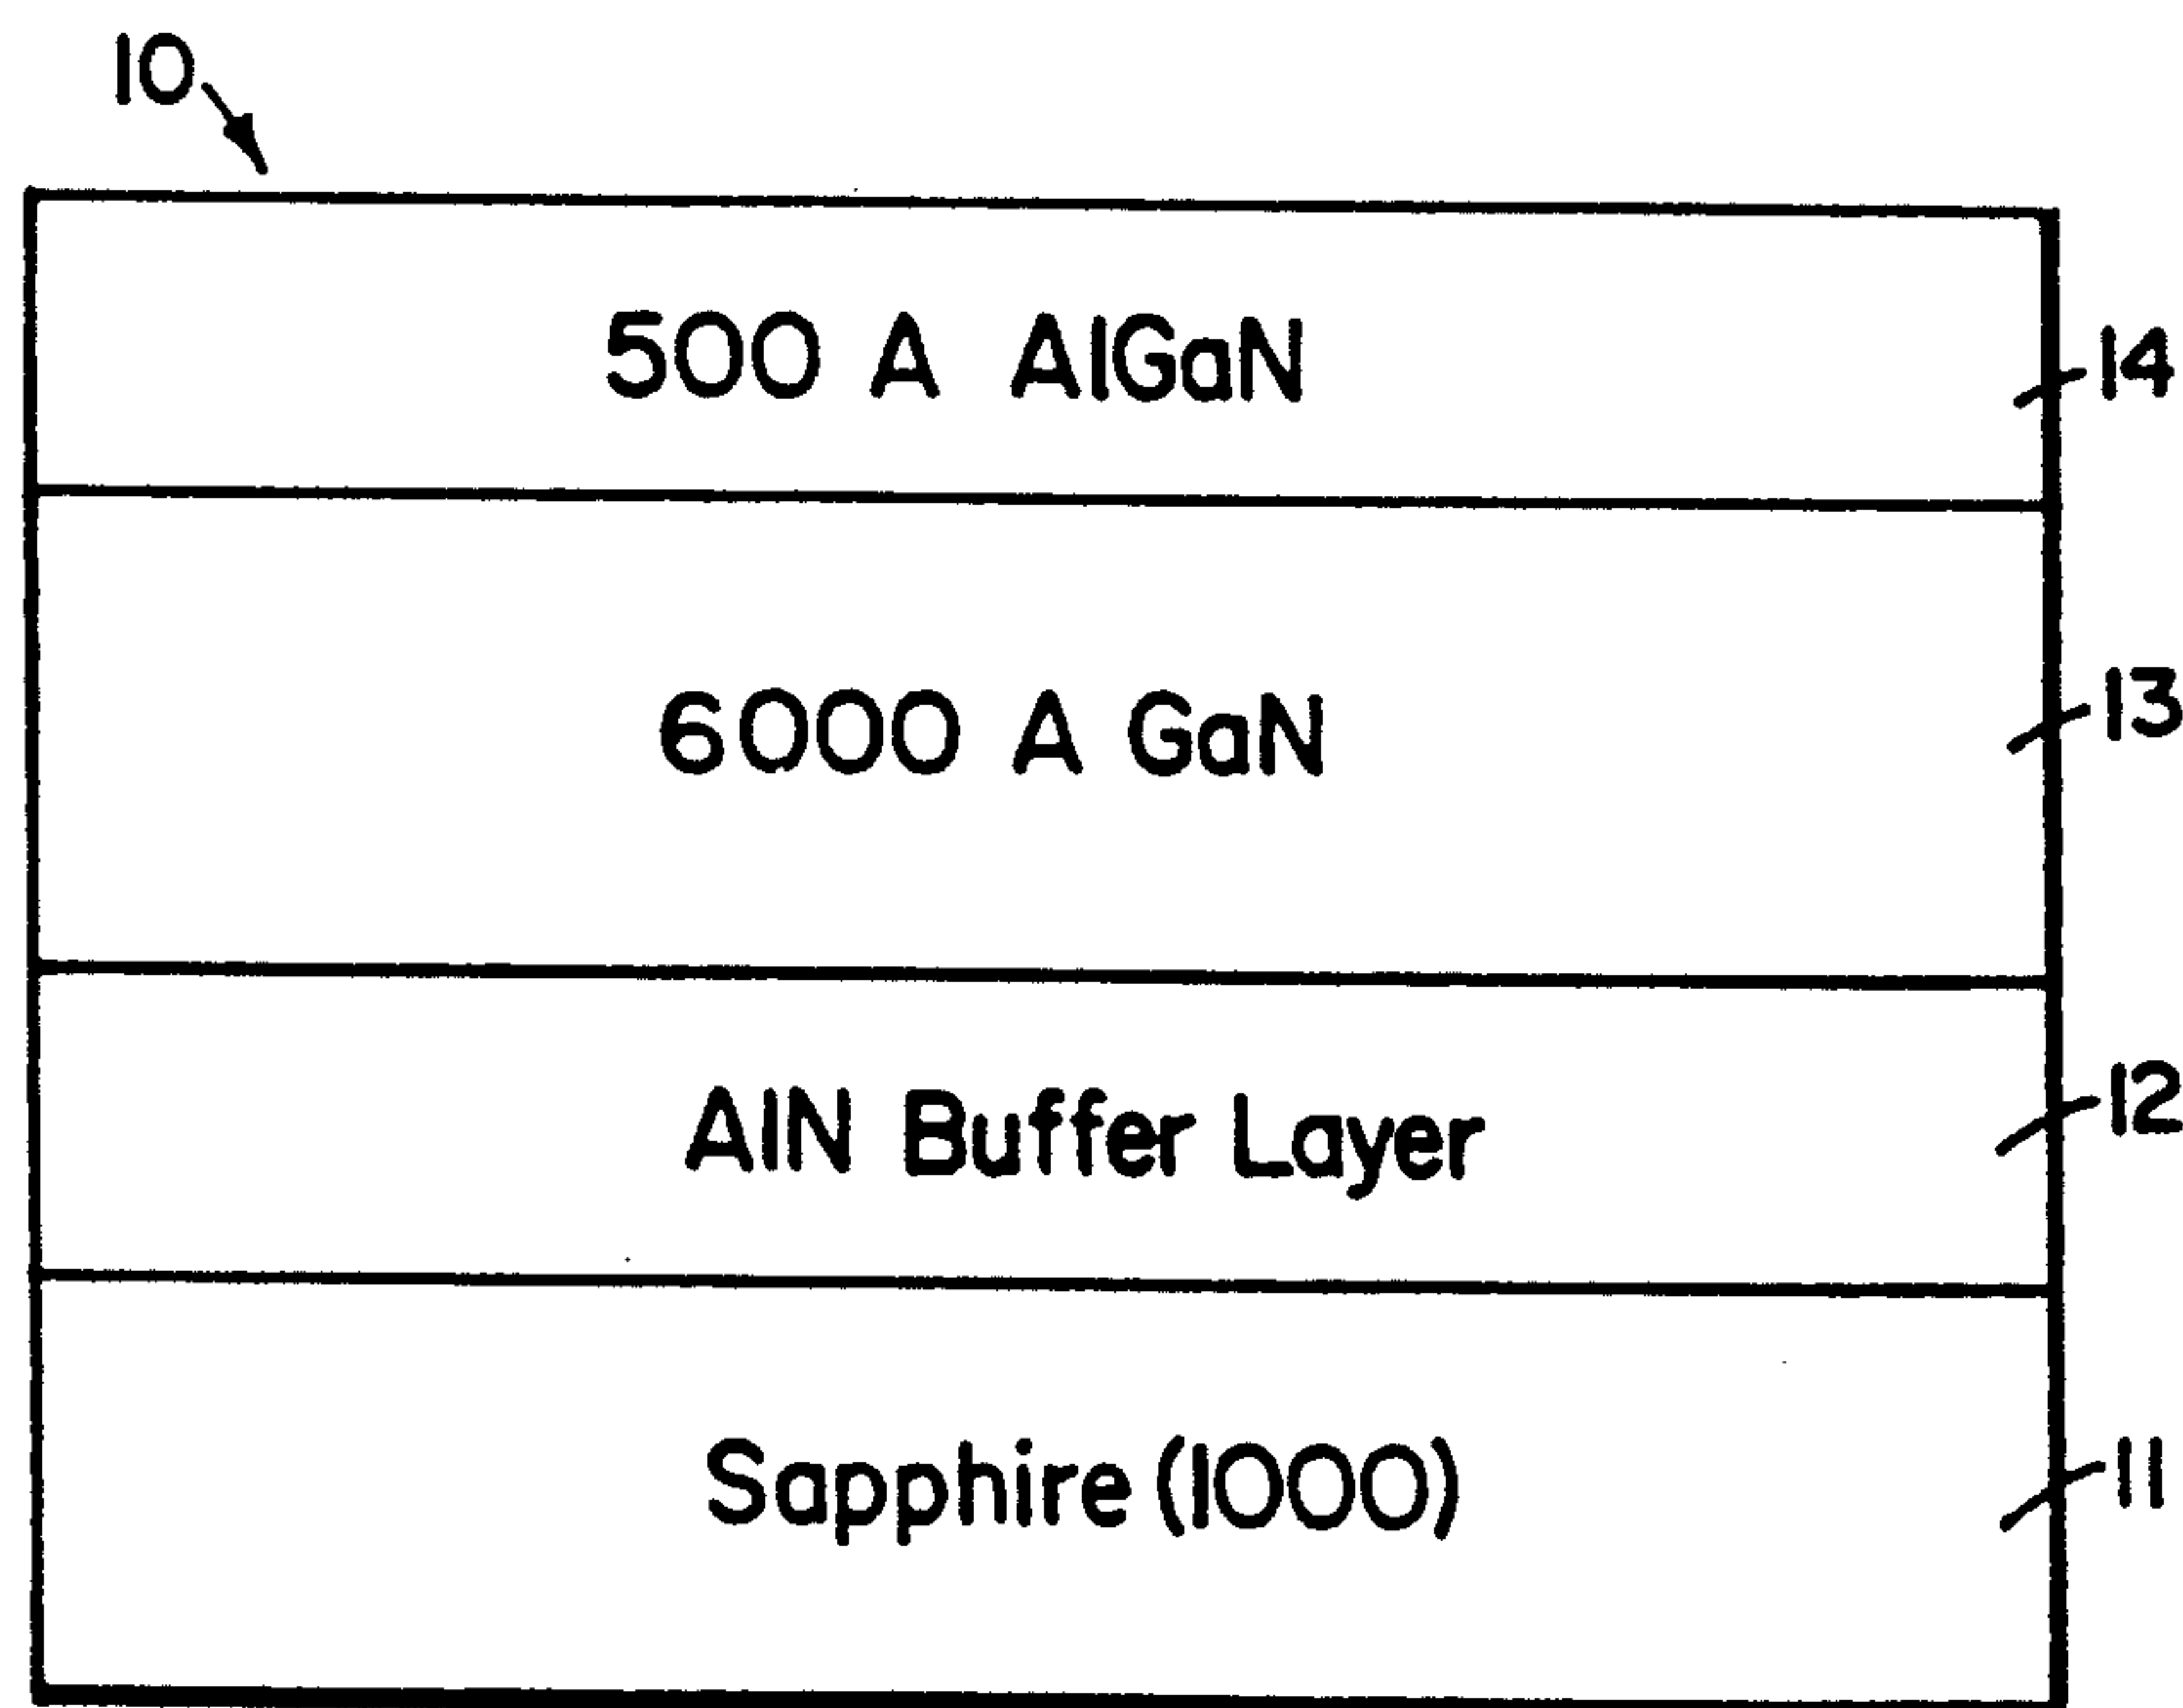 10
500 A AlGaN
14
6000 A GaN
13
AlN Buffer Layer
12
Sapphire (1000)
11